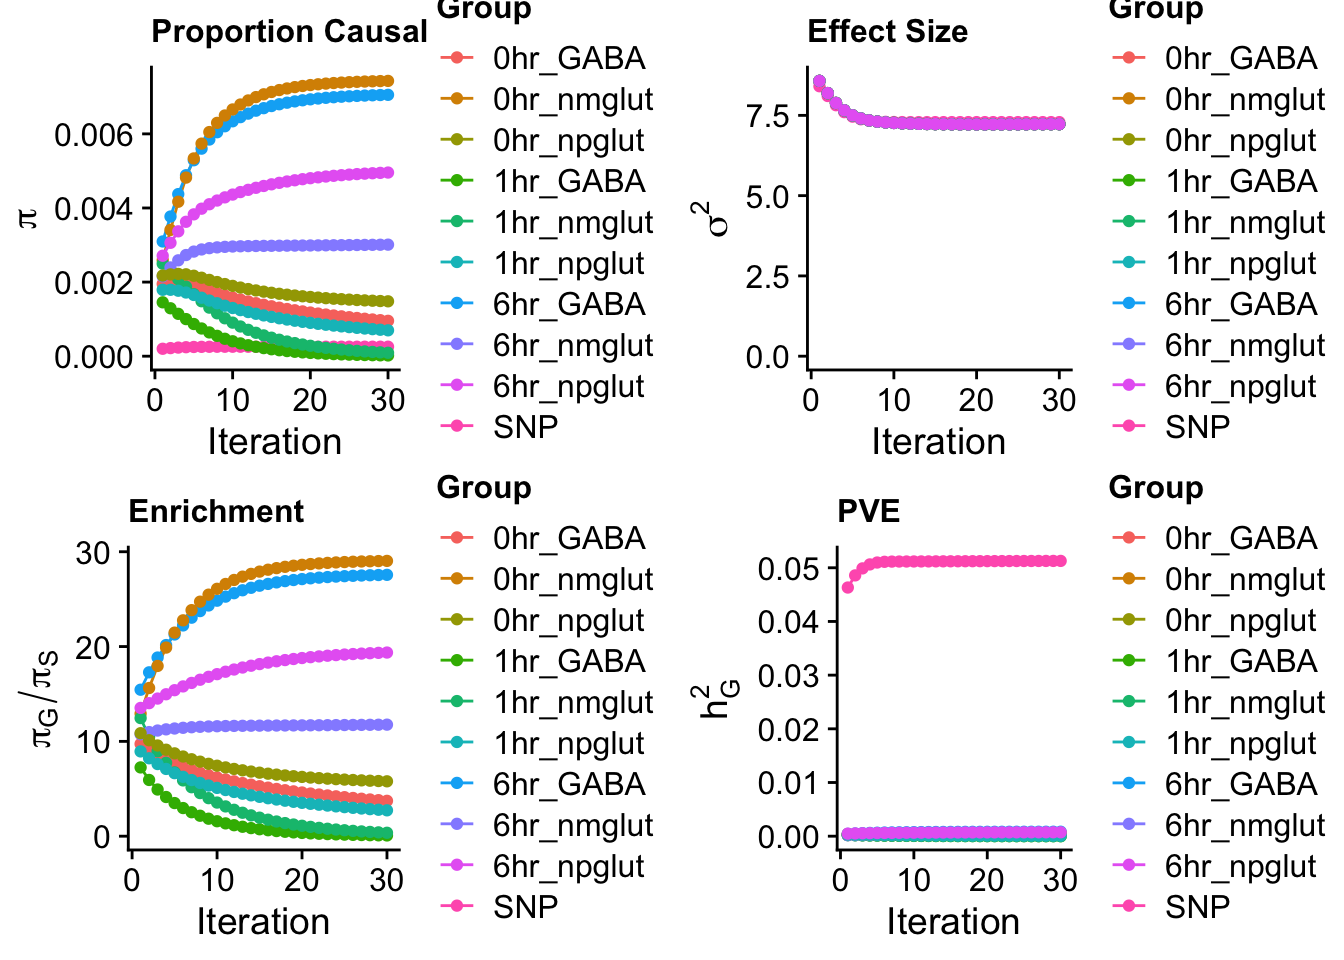 Proportion Causal
π
0.006
0.004
0.002
0.000
0 10 20 30
Iteration
Group
0hr_GABA
0hr_nmglut
0hr_npglut
1hr_GABA
1hr_nmglut
1hr_npglut
6hr_GABA
6hr_nmglut
6hr_npglut
SNP
Effect Size
σ²
7.5
5.0
2.5
0.0
0 10 20 30
Iteration
Group
0hr_GABA
0hr_nmglut
0hr_npglut
1hr_GABA
1hr_nmglut
1hr_npglut
6hr_GABA
6hr_nmglut
6hr_npglut
SNP
Enrichment
π_G/π_S
30
20
10
0
0 10 20 30
Iteration
Group
0hr_GABA
0hr_nmglut
0hr_npglut
1hr_GABA
1hr_nmglut
1hr_npglut
6hr_GABA
6hr_nmglut
6hr_npglut
SNP
PVE
h²_G
0.05
0.04
0.03
0.02
0.01
0.00
0 10 20 30
Iteration
Group
0hr_GABA
0hr_nmglut
0hr_npglut
1hr_GABA
1hr_nmglut
1hr_npglut
6hr_GABA
6hr_nmglut
6hr_npglut
SNP